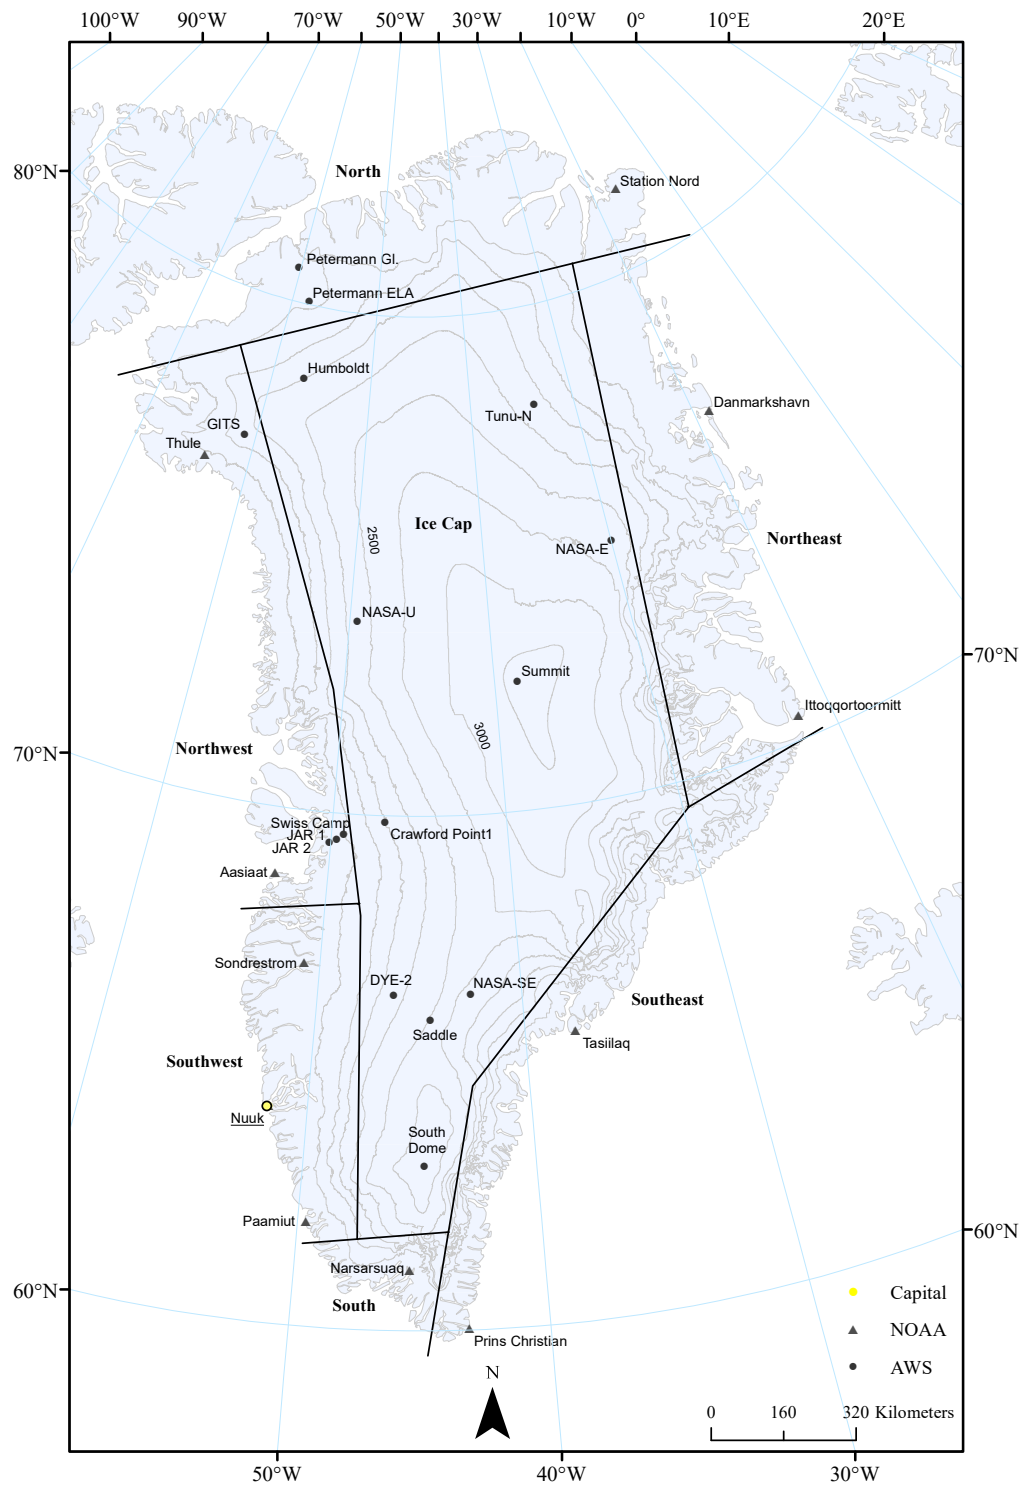 100°W 90°W 70°W 50°W 30°W 10°W 0° 10°E 20°E
80°N
North
Station Nord
Petermann Gl.
Petermann ELA
Humboldt
Tunu-N
Danmarkshavn
GITS
Thule
Ice Cap
2500
Northeast
NASA-E
NASA-U
70°N
Summit
Ittoqqortoormitt
3000
Northwest
70°N
Swiss Camp
JAR 1
JAR 2
Crawford Point1
Aasiaat
Sondrestrom
DYE-2
NASA-SE
Southeast
Saddle
Tasiilaq
Southwest
Nuuk
South
Dome
Paamiut
60°N
Narsarsuaq
60°N
South
Capital
Prins Christian
NOAA
AWS
N
0 160 320 Kilometers
50°W 40°W 30°W